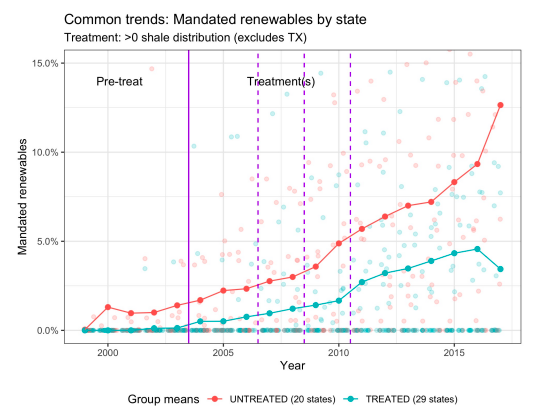 Common trends: Mandated renewables by state
Treatment: >0 shale distribution (excludes TX)
15.0%
Pre-treat
Treatment(s)
10.0%
5.0%
0.0%
Mandated renewables
2000
2005
2010
2015
Year
Group means
UNTREATED (20 states)
TREATED (29 states)